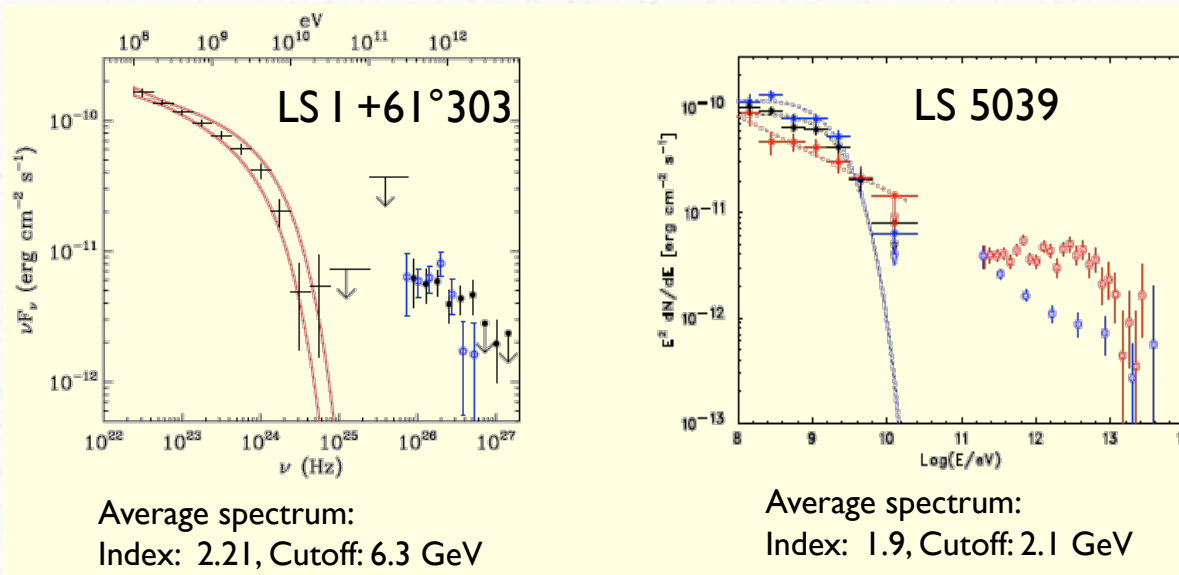 eV
10⁸ 10⁹ 10¹⁰ 10¹¹ 10¹²
LS I +61°303
νFν (erg cm⁻² s⁻¹)
10⁻¹⁰
10⁻¹¹
10⁻¹²
10²² 10²³ 10²⁴ 10²⁵ 10²⁶ 10²⁷
ν (Hz)
Average spectrum:
Index: 2.21, Cutoff: 6.3 GeV
LS 5039
E² dN/dE [erg cm⁻² s⁻¹]
10⁻¹⁰
10⁻¹¹
10⁻¹²
10⁻¹³
8 9 10 11 12 13
Log(E/eV)
Average spectrum:
Index: 1.9, Cutoff: 2.1 GeV